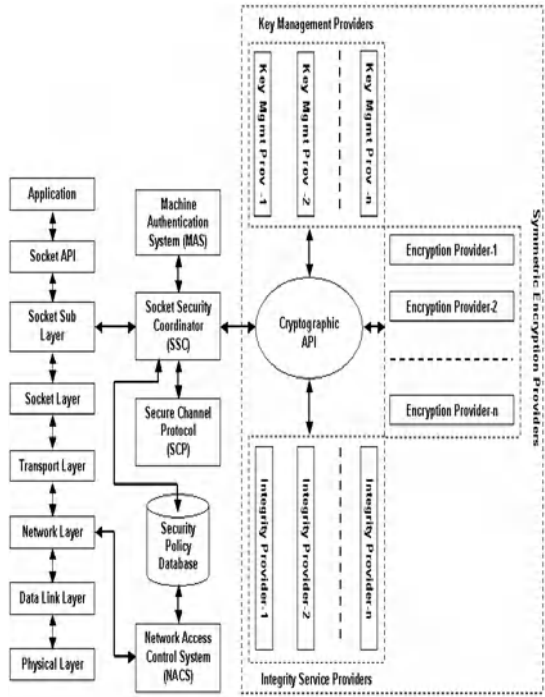 Key Management Providers
Key Mgmt Prov -1
Key Mgmt Prov -2
Key Mgmt Prov -n
Application
Socket API
Socket Sub
Layer
Socket Layer
Transport Layer
Network Layer
Data Link Layer
Physical Layer
Machine
Authentication
System (MAS)
Socket Security
Coordinator
(SSC)
Secure Channel
Protocol
(SCP)
Security
Policy
Database
Network Access
Control System
(NACS)
Cryptographic
API
Encryption Provider-1
Encryption Provider-2
Encryption Provider-n
Symmetric Encryption Providers
Integrity Provider-1
Integrity Provider-2
Integrity Provider-n
Integrity Service Providers